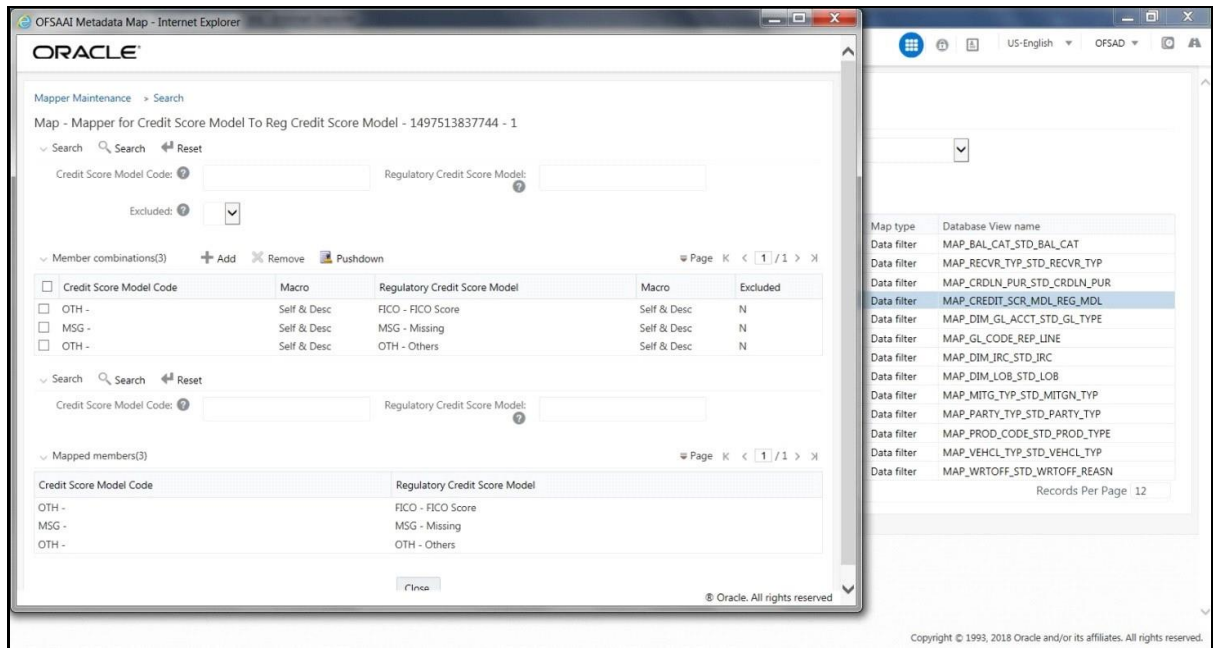 OFSAAI Metadata Map - Internet Explorer
ORACLE
Mapper Maintenance > Search
Map - Mapper for Credit Score Model To Reg Credit Score Model - 1497513837744 - 1
Search Search Reset
Credit Score Model Code: Regulatory Credit Score Model:
Excluded:
Member combinations(3) Add Remove Pushdown Page 1 / 1
Credit Score Model Code Macro Regulatory Credit Score Model Macro Excluded
OTH - Self & Desc FICO - FICO Score Self & Desc N
MSG - Self & Desc MSG - Missing Self & Desc N
OTH - Self & Desc OTH - Others Self & Desc N
Search Search Reset
Credit Score Model Code: Regulatory Credit Score Model:
Mapped members(3) Page 1 / 1
Credit Score Model Code Regulatory Credit Score Model
OTH - FICO - FICO Score
MSG - MSG - Missing
OTH - OTH - Others
Close
® Oracle. All rights reserved
US-English OFSAD
Map type Database View name
Data filter MAP_BAL_CAT_STD_BAL_CAT
Data filter MAP_RECVR_TYP_STD_RECVR_TYP
Data filter MAP_CRDLN_PUR_STD_CRDLN_PUR
Data filter MAP_CREDIT_SCR_MDL_REG_MDL
Data filter MAP_DIM_GL_ACCT_STD_GL_TYPE
Data filter MAP_GL_CODE_REP_LINE
Data filter MAP_DIM_IRC_STD_IRC
Data filter MAP_DIM_LOB_STD_LOB
Data filter MAP_MITG_TYP_STD_MITGN_TYP
Data filter MAP_PARTY_TYP_STD_PARTY_TYP
Data filter MAP_PROD_CODE_STD_PROD_TYPE
Data filter MAP_VEHCL_TYP_STD_VEHCL_TYP
Data filter MAP_WRTOFF_STD_WRTOFF_REASN
Records Per Page 12
Copyright © 1993, 2018 Oracle and/or its affiliates. All rights reserved.